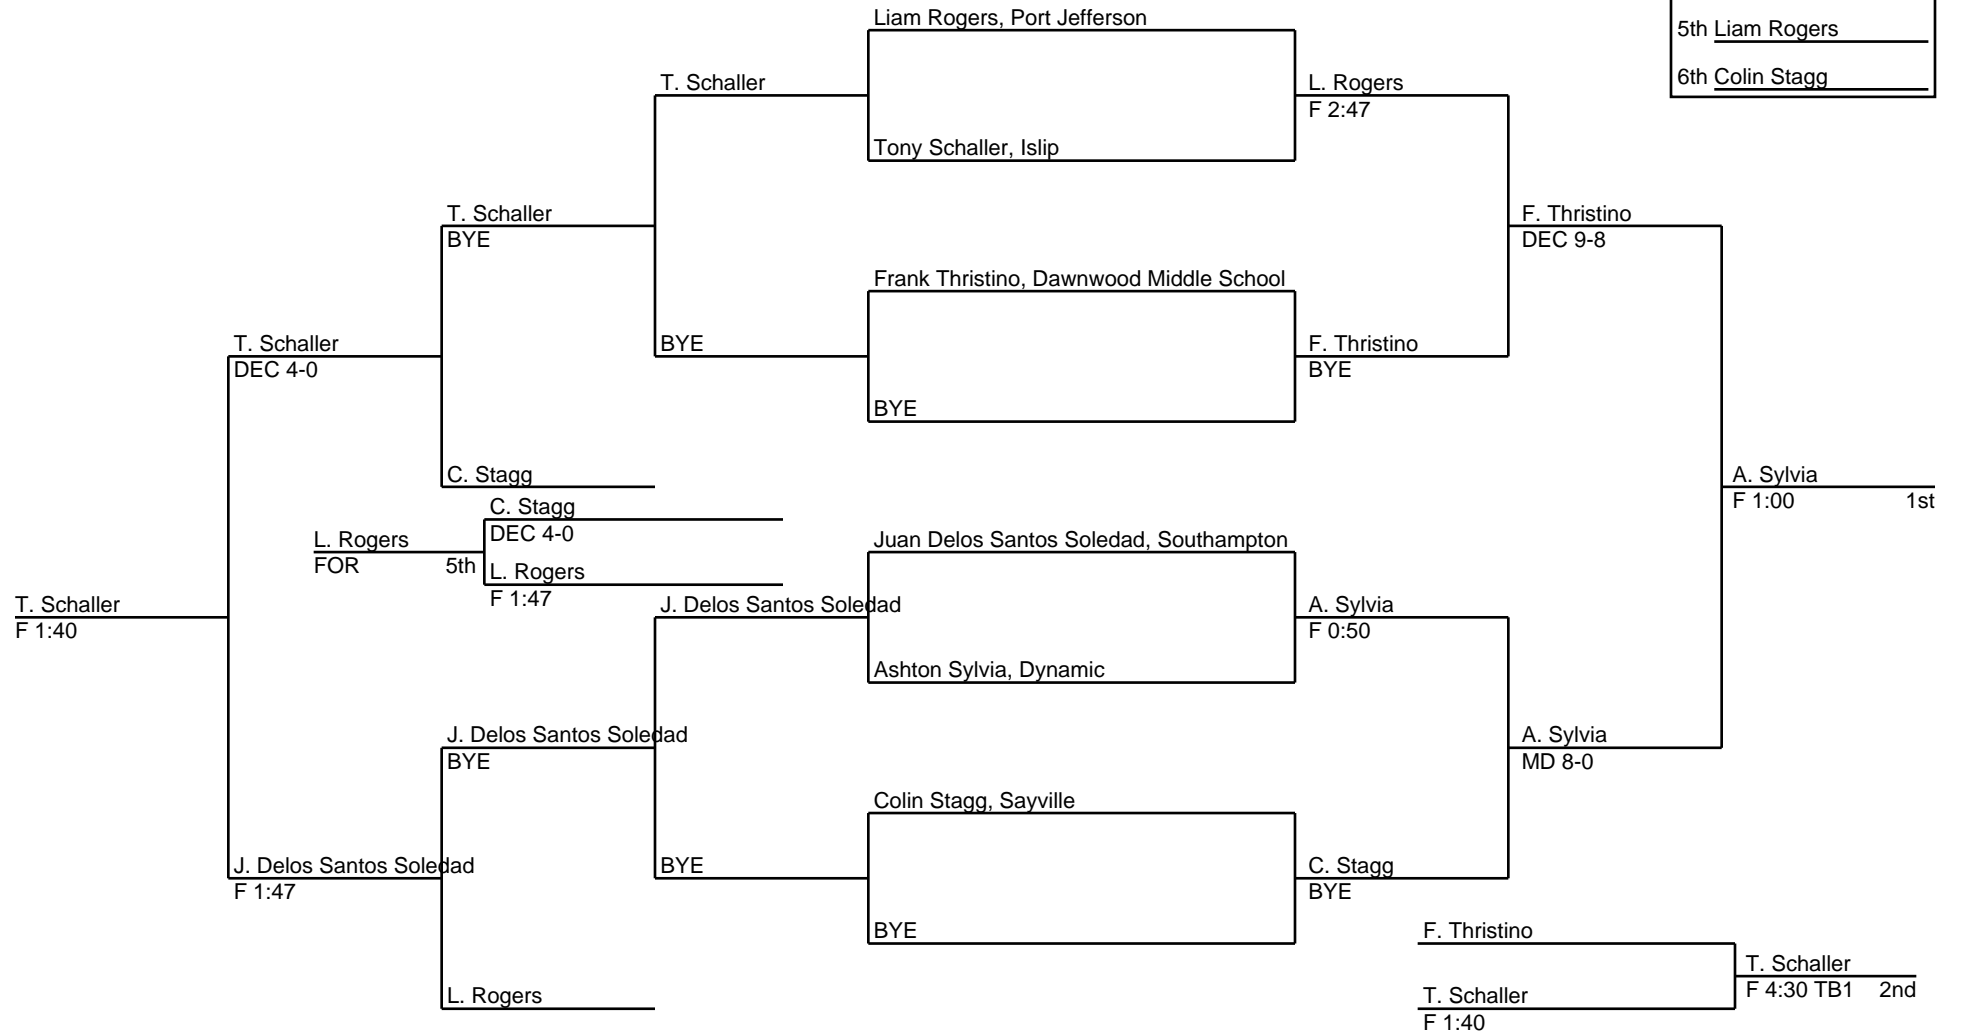 Liam Rogers, Port Jefferson
5th Liam Rogers
T. Schaller
L. Rogers
6th Colin Stagg
F 2:47
Tony Schaller, Islip
T. Schaller
BYE
F. Thristino
DEC 9-8
Frank Thristino, Dawnwood Middle School
T. Schaller
DEC 4-0
BYE
F. Thristino
BYE
BYE
C. Stagg
A. Sylvia
F 1:00 1st
C. Stagg
DEC 4-0
L. Rogers
FOR 5th
L. Rogers
F 1:47
Juan Delos Santos Soledad, Southampton
T. Schaller
F 1:40
J. Delos Santos Soledad
A. Sylvia
F 0:50
Ashton Sylvia, Dynamic
J. Delos Santos Soledad
BYE
A. Sylvia
MD 8-0
Colin Stagg, Sayville
J. Delos Santos Soledad
F 1:47
BYE
C. Stagg
BYE
BYE
F. Thristino
T. Schaller
F 4:30 TB1 2nd
L. Rogers
T. Schaller
F 1:40